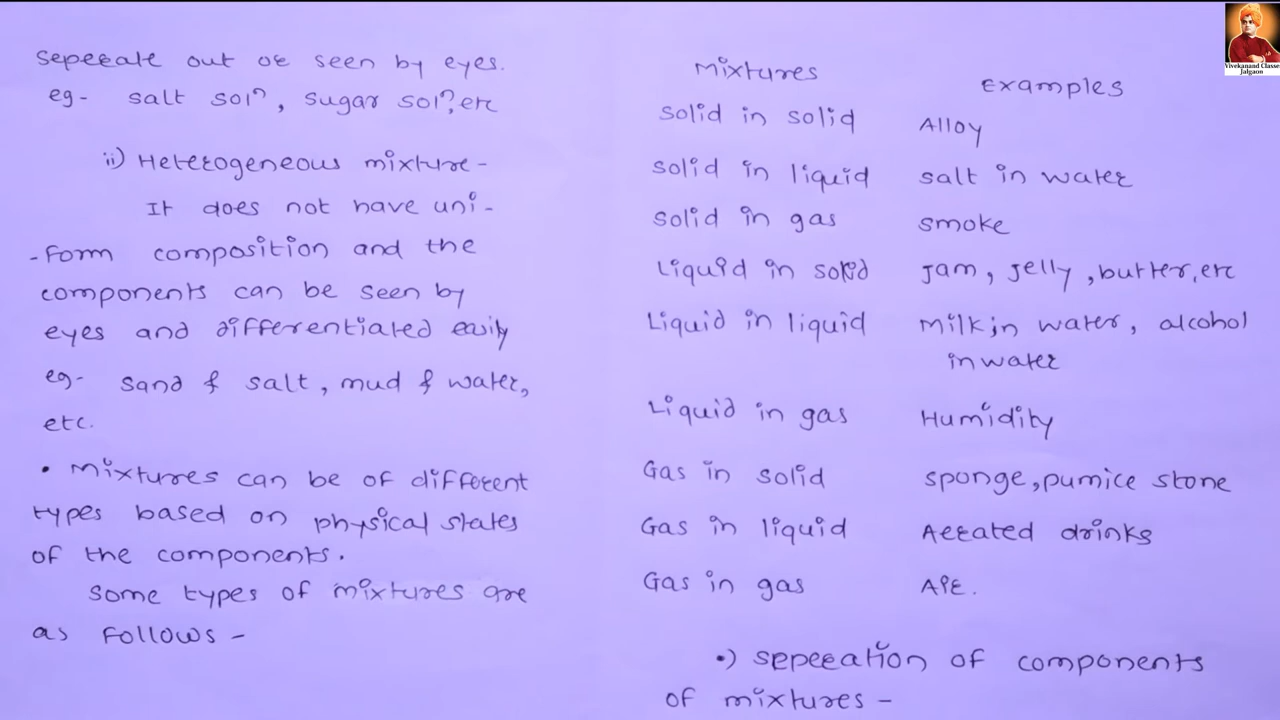 seperate out or seen by eyes.
eg- salt solⁿ, sugar solⁿ, etc
ii) Heterogeneous mixture-
It does not have uni-
-form composition and the
components can be seen by
eyes and differentiated easily
eg- sand & salt, mud & water,
etc.
• Mixtures can be of different
types based on physical states
of the components.
Some types of mixtures are
as follows-
Mixtures Examples
Solid in solid Alloy
Solid in liquid salt in water
Solid in gas smoke
Liquid in solid Jam, Jelly, butter, etc
Liquid in liquid Milk in water, alcohol
in water
Liquid in gas Humidity
Gas in solid sponge, pumice stone
Gas in liquid Aerated drinks
Gas in gas Air.
•) seperation of components
of mixtures-
Vivekanand Classes
Jalgaon